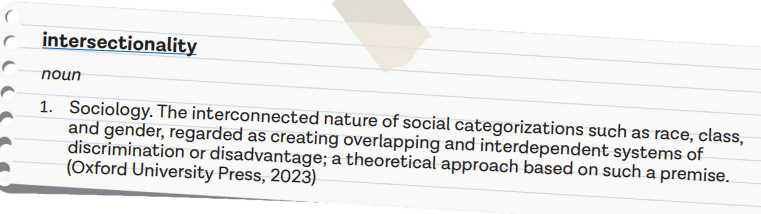 intersectionality
noun
1. Sociology. The interconnected nature of social categorizations such as race, class,
and gender, regarded as creating overlapping and interdependent systems of
discrimination or disadvantage; a theoretical approach based on such a premise.
(Oxford University Press, 2023)